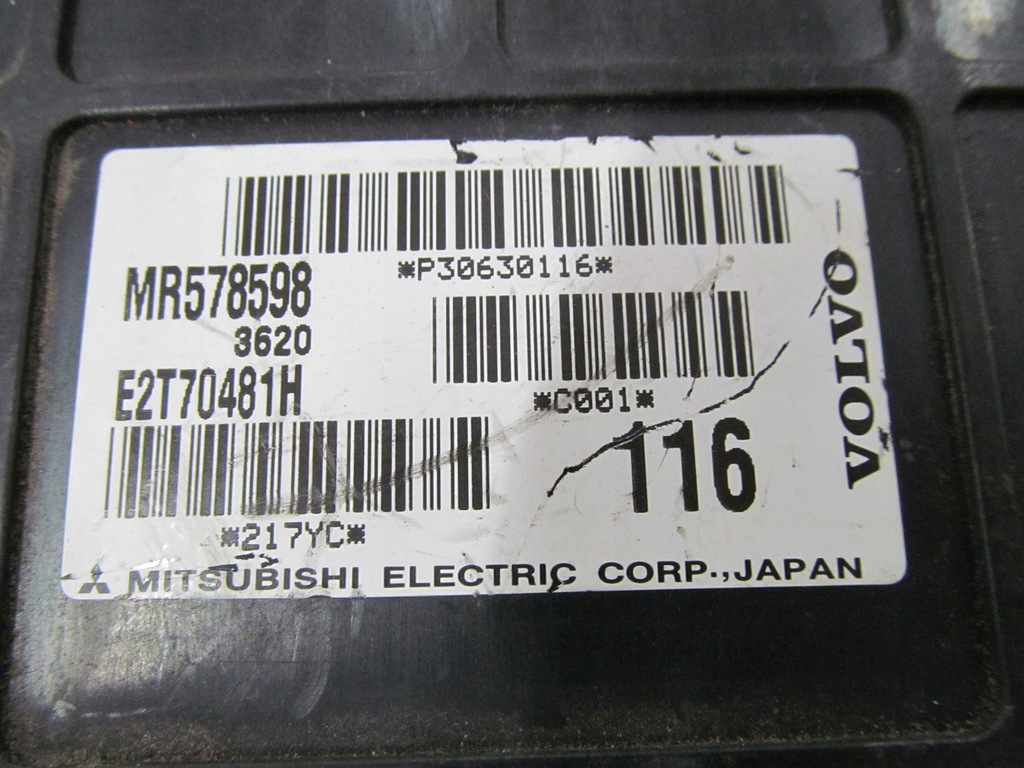 *P30630116*
MR578598
3620
E2T70481H
*C001*
116
*217YC*
VOLVO
MITSUBISHI ELECTRIC CORP.,JAPAN